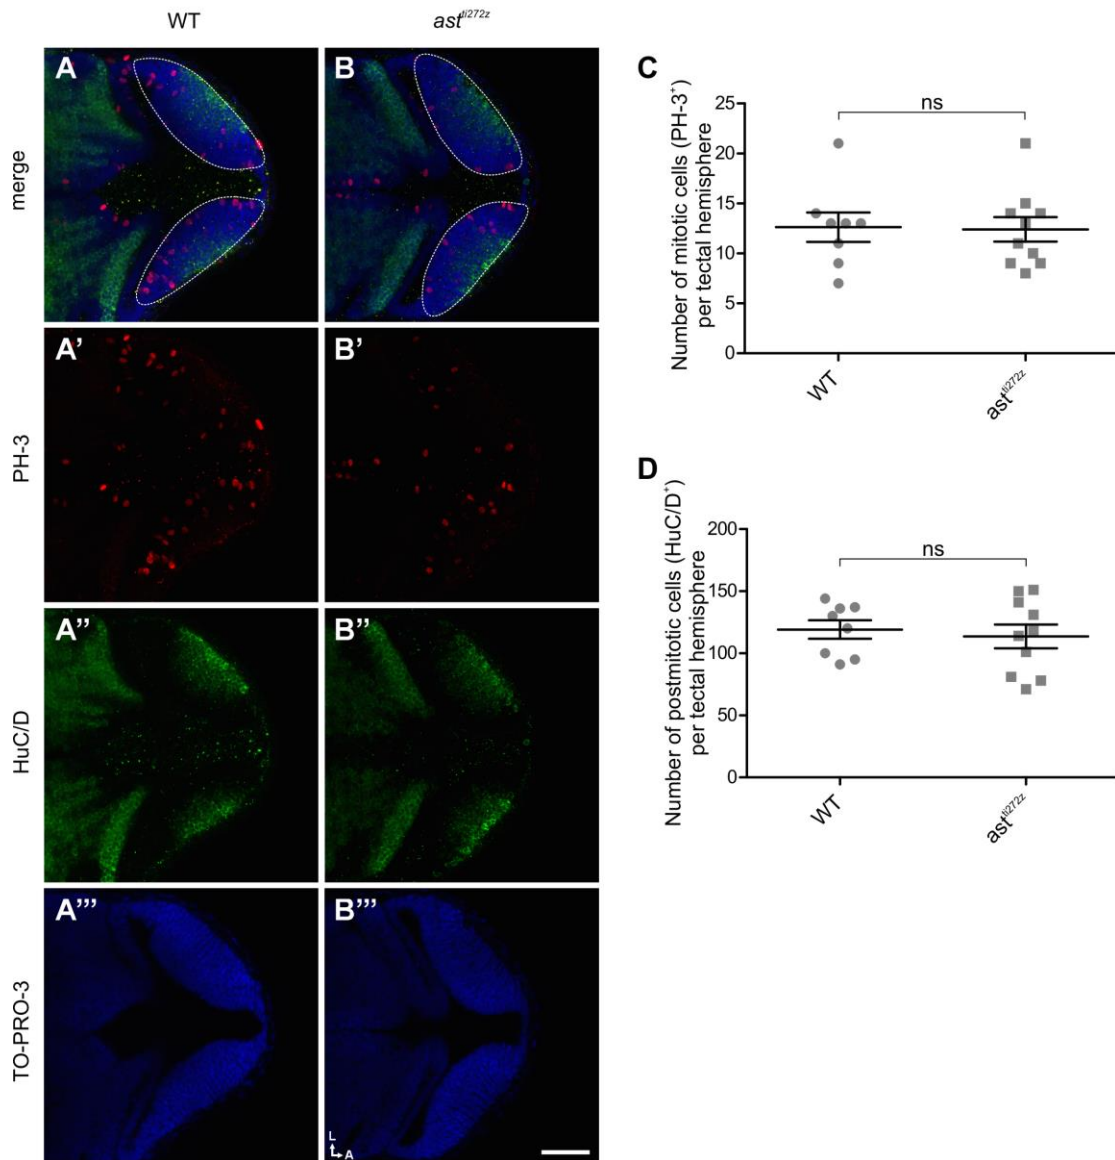 WT
ast^ti272z
merge
A
B
PH-3
A’
B’
HuC/D
A’’
B’’
TO-PRO-3
A’’’
B’’’
L
A
C
Number of mitotic cells (PH-3⁺)
per tectal hemisphere
25
20
15
10
5
0
ns
WT
ast^ti272z
D
Number of postmitotic cells (HuC/D⁺)
per tectal hemisphere
200
150
100
50
0
ns
WT
ast^ti272z